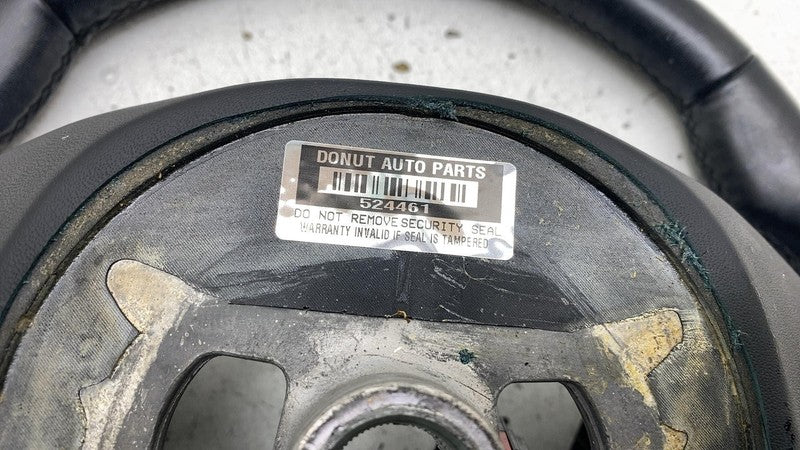 DONUT AUTO PARTS
524461
DO NOT REMOVE SECURITY SEAL
WARRANTY INVALID IF SEAL IS TAMPERED